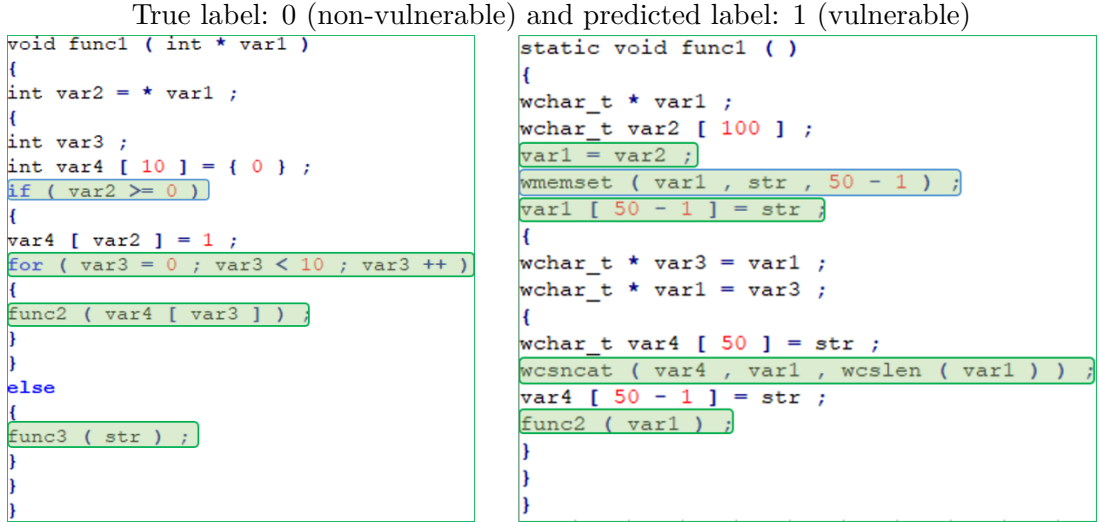 True label: 0 (non-vulnerable) and predicted label: 1 (vulnerable)
void func1 ( int * var1 )
{
int var2 = * var1 ;
{
int var3 ;
int var4 [ 10 ] = { 0 } ;
if ( var2 >= 0 )
{
var4 [ var2 ] = 1 ;
for ( var3 = 0 ; var3 < 10 ; var3 ++ )
{
func2 ( var4 [ var3 ] ) ;
}
}
else
{
func3 ( str ) ;
}
}
}
static void func1 ( )
{
wchar_t * var1 ;
wchar_t var2 [ 100 ] ;
var1 = var2 ;
wmemset ( var1 , str , 50 - 1 ) ;
var1 [ 50 - 1 ] = str ;
{
wchar_t * var3 = var1 ;
wchar_t * var1 = var3 ;
{
wchar_t var4 [ 50 ] = str ;
wcsncat ( var4 , var1 , wcslen ( var1 ) ) ;
var4 [ 50 - 1 ] = str ;
func2 ( var1 ) ;
}
}
}